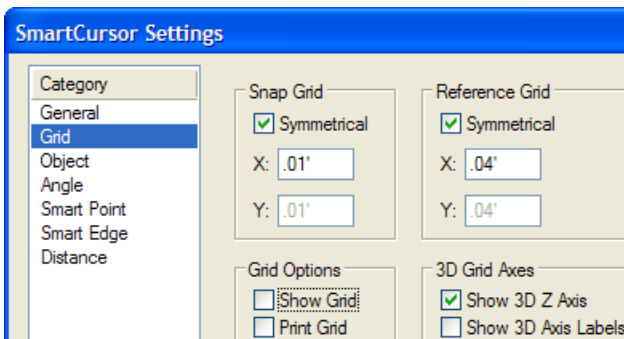 SmartCursor Settings
Category
General
Grid
Object
Angle
Smart Point
Smart Edge
Distance
Snap Grid
Symmetrical
X: .01'
Y: .01'
Reference Grid
Symmetrical
X: .04'
Y: .04'
Grid Options
Show Grid
Print Grid
3D Grid Axes
Show 3D Z Axis
Show 3D Axis Labels